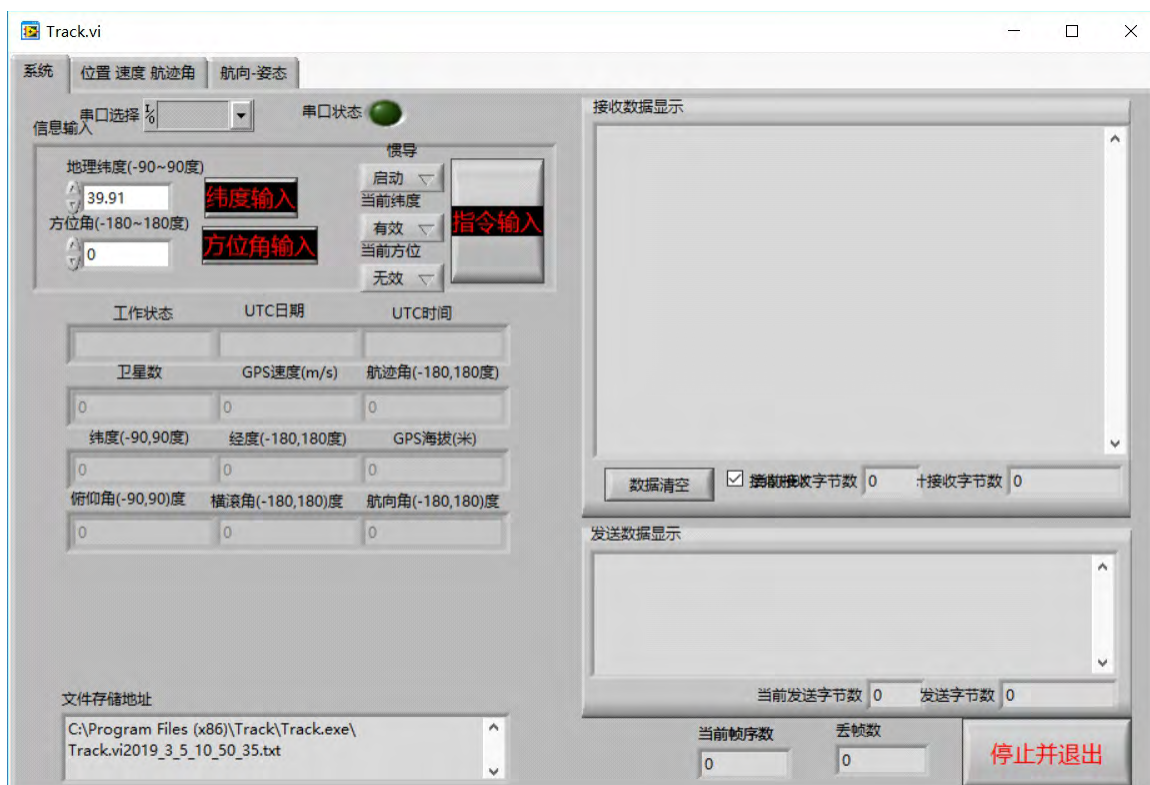 Track.vi
系统
位置 速度 航迹角
航向-姿态
串口选择
串口状态
信息输入
地理纬度(-90~90度)
39.91
纬度输入
方位角(-180~180度)
0
方位角输入
惯导
启动
当前纬度
有效
当前方位
无效
指令输入
工作状态 UTC日期 UTC时间
卫星数 GPS速度(m/s) 航迹角(-180,180度)
0 0 0
纬度(-90,90度) 经度(-180,180度) GPS海拔(米)
0 0 0
俯仰角(-90,90)度 横滚角(-180,180)度 航向角(-180,180)度
0 0 0
文件存储地址
C:\Program Files (x86)\Track\Track.exe\
Track.vi2019_3_5_10_50_35.txt
接收数据显示
数据清空
接收字节数 0
计接收字节数 0
发送数据显示
当前发送字节数 0
发送字节数 0
当前帧序数
0
丢帧数
0
停止并退出